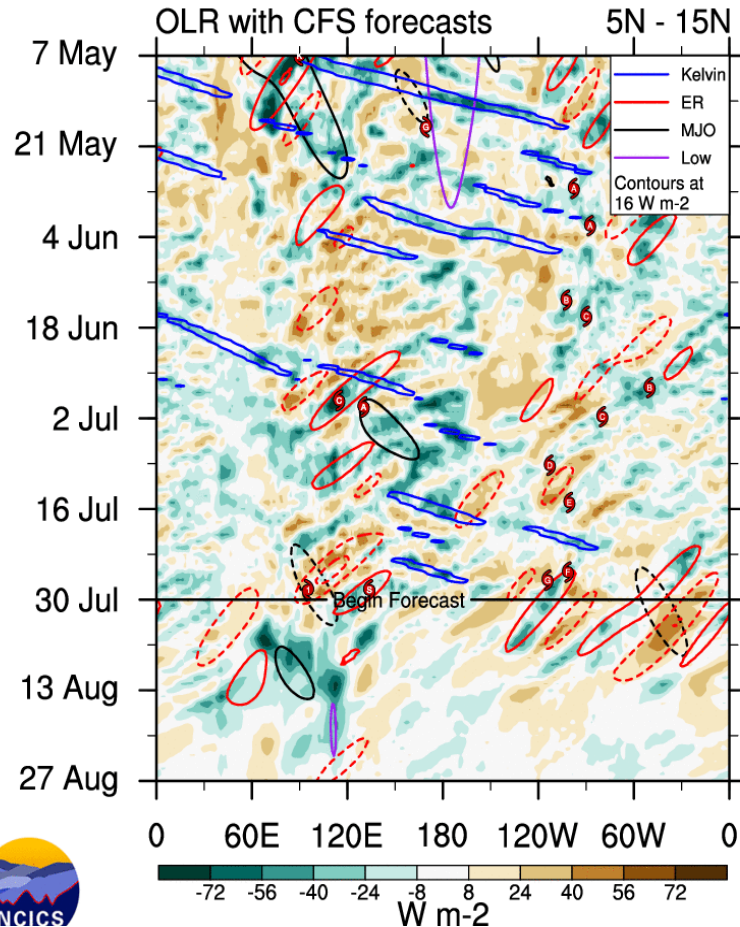 OLR with CFS forecasts 5N - 15N
7 May
21 May
4 Jun
18 Jun
2 Jul
16 Jul
30 Jul
13 Aug
27 Aug
Kelvin
ER
MJO
Low
Contours at
16 W m-2
G
A
A
B
C
B
C
A
C
D
E
F
G
S
Begin Forecast
0 60E 120E 180 120W 60W 0
-72 -56 -40 -24 -8 8 24 40 56 72
W m-2
NCICS